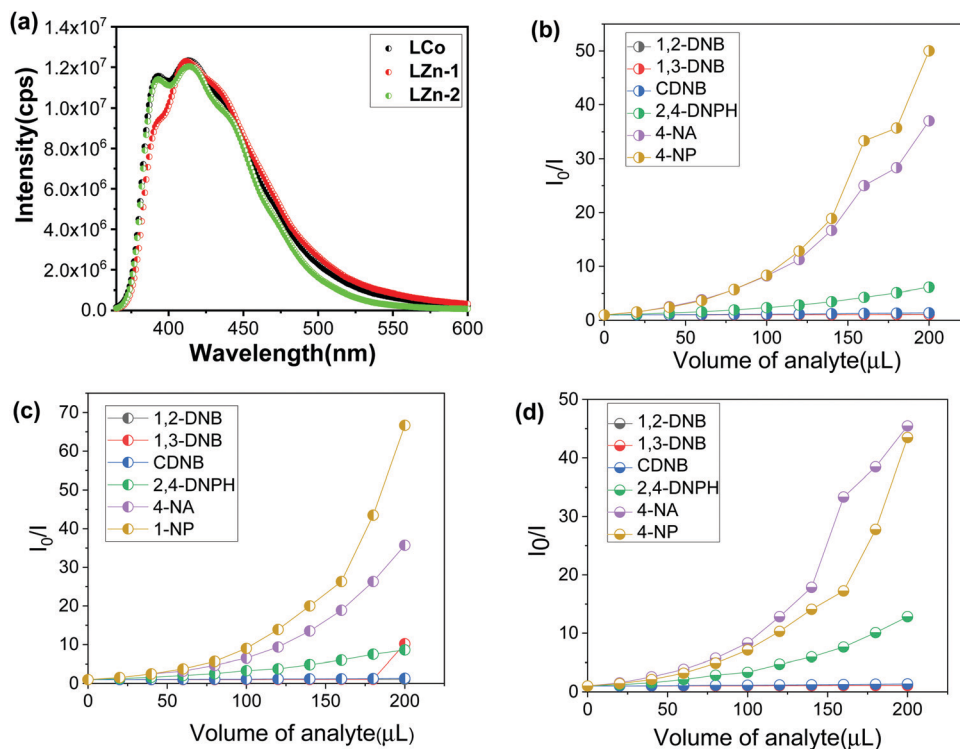 (a)
1.4x10⁷
1.2x10⁷
1.0x10⁷
8.0x10⁶
6.0x10⁶
4.0x10⁶
2.0x10⁶
0.0
Intensity(cps)
LCo
LZn-1
LZn-2
400 450 500 550 600
Wavelength(nm)
(b)
50
40
30
20
10
0
I₀/I
1,2-DNB
1,3-DNB
CDNB
2,4-DNPH
4-NA
4-NP
0 50 100 150 200
Volume of analyte(μL)
(c)
70
60
50
40
30
20
10
0
I₀/I
1,2-DNB
1,3-DNB
CDNB
2,4-DNPH
4-NA
1-NP
0 50 100 150 200
Volume of analyte(μL)
(d)
50
45
40
35
30
25
20
15
10
5
0
I0/I
1,2-DNB
1,3-DNB
CDNB
2,4-DNPH
4-NA
4-NP
0 50 100 150 200
Volume of analyte(μL)